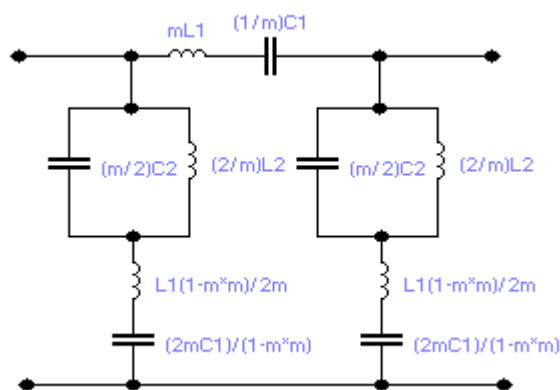 mL1
(1/m)C1
(m/2)C2
(2/m)L2
(m/2)C2
(2/m)L2
L1(1-m*m)/2m
L1(1-m*m)/2m
(2mC1)/(1-m*m)
(2mC1)/(1-m*m)